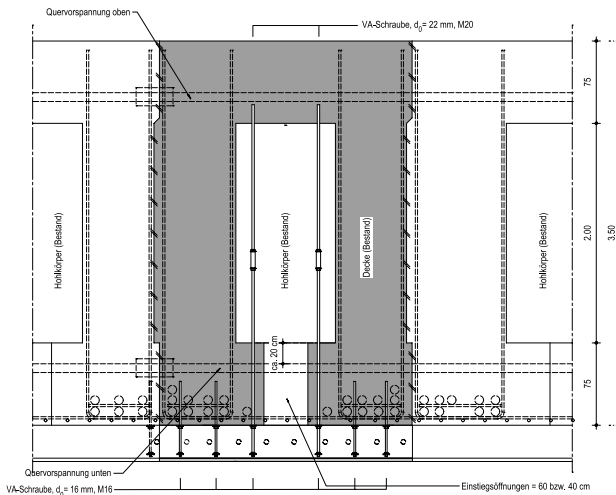 Quervorspannung oben
VA-Schraube, d₀= 22 mm, M20
75
Hohlkörper (Bestand)
Hohlkörper (Bestand)
Decke (Bestand)
Hohlkörper (Bestand)
2.00
3.50
ca. 20 cm
75
Quervorspannung unten
VA-Schraube, d₀= 16 mm, M16
Einstiegsöffnungen = 60 bzw. 40 cm